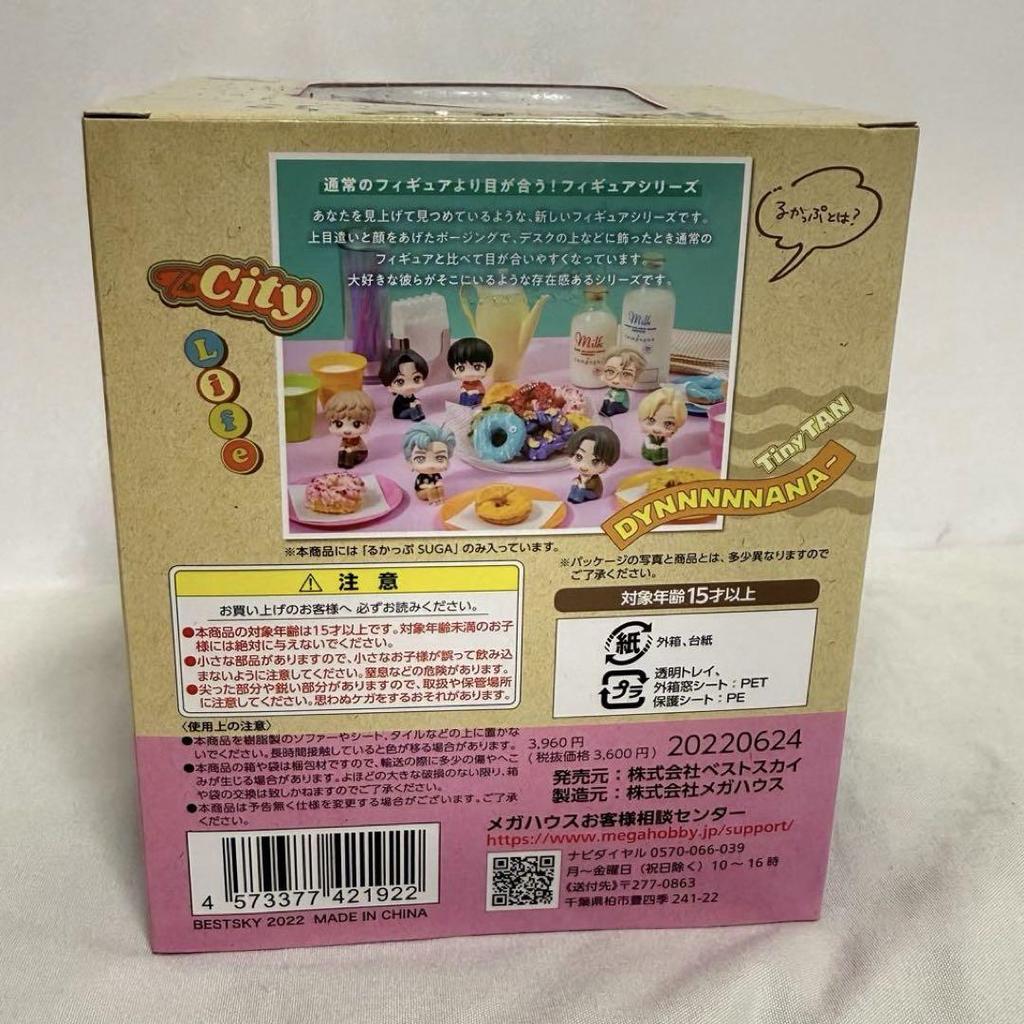 通常のフィギュアより目が合う!フィギュアシリーズ
あなたを見上げて見つめているような、新しいフィギュアシリーズです。
上目遣いと顔をあげたポージングで、デスクの上などに飾ったとき通常の
フィギュアと比べて目が合いやすくなっています。
大好きな彼らがそこにいるような存在感あるシリーズです。
るかっぷとは?
The City
Life
Milk
Milk
TinyTAN
DYNNNNNANA-
※本商品には「るかっぷ SUGA」のみ入っています。
※パッケージの写真と商品とは、多少異なりますので
ご了承ください。
注意
お買い上げのお客様へ 必ずお読みください。
●本商品の対象年齢は15才以上です。対象年齢未満のお子
様には絶対に与えないでください。
●小さな部品がありますので、小さなお子様が誤って飲み込
まないように注意してください。窒息などの危険があります。
●尖った部分や鋭い部分がありますので、取扱や保管場所
に注意してください。思わぬケガをするおそれがあります。
対象年齢15才以上
紙 外箱、台紙
プラ 透明トレイ、
外箱窓シート:PET
保護シート:PE
〈使用上の注意〉
●本商品を樹脂製のソファーやシート、タイルなどの上に置かな
いでください。長時間接触していると色が移る場合があります。
●本商品の箱や袋は梱包材ですので、輸送の際に多少の傷やへこ
みが生じる場合があります。よほどの大きな破損のない限り、箱
や袋の交換は致しかねますのでご了承ください。
●本商品は予告無く仕様を変更する場合がございます。ご了承
ください。
3,960円
(税抜価格3,600円) 20220624
発売元:株式会社ベストスカイ
製造元:株式会社メガハウス
メガハウスお客様相談センター
https://www.megahobby.jp/support/
ナビダイヤル 0570-066-039
月〜金曜日(祝日除く)10〜16時
《送付先》〒277-0863
千葉県柏市豊四季 241-22
4 573377 421922
BESTSKY 2022 MADE IN CHINA